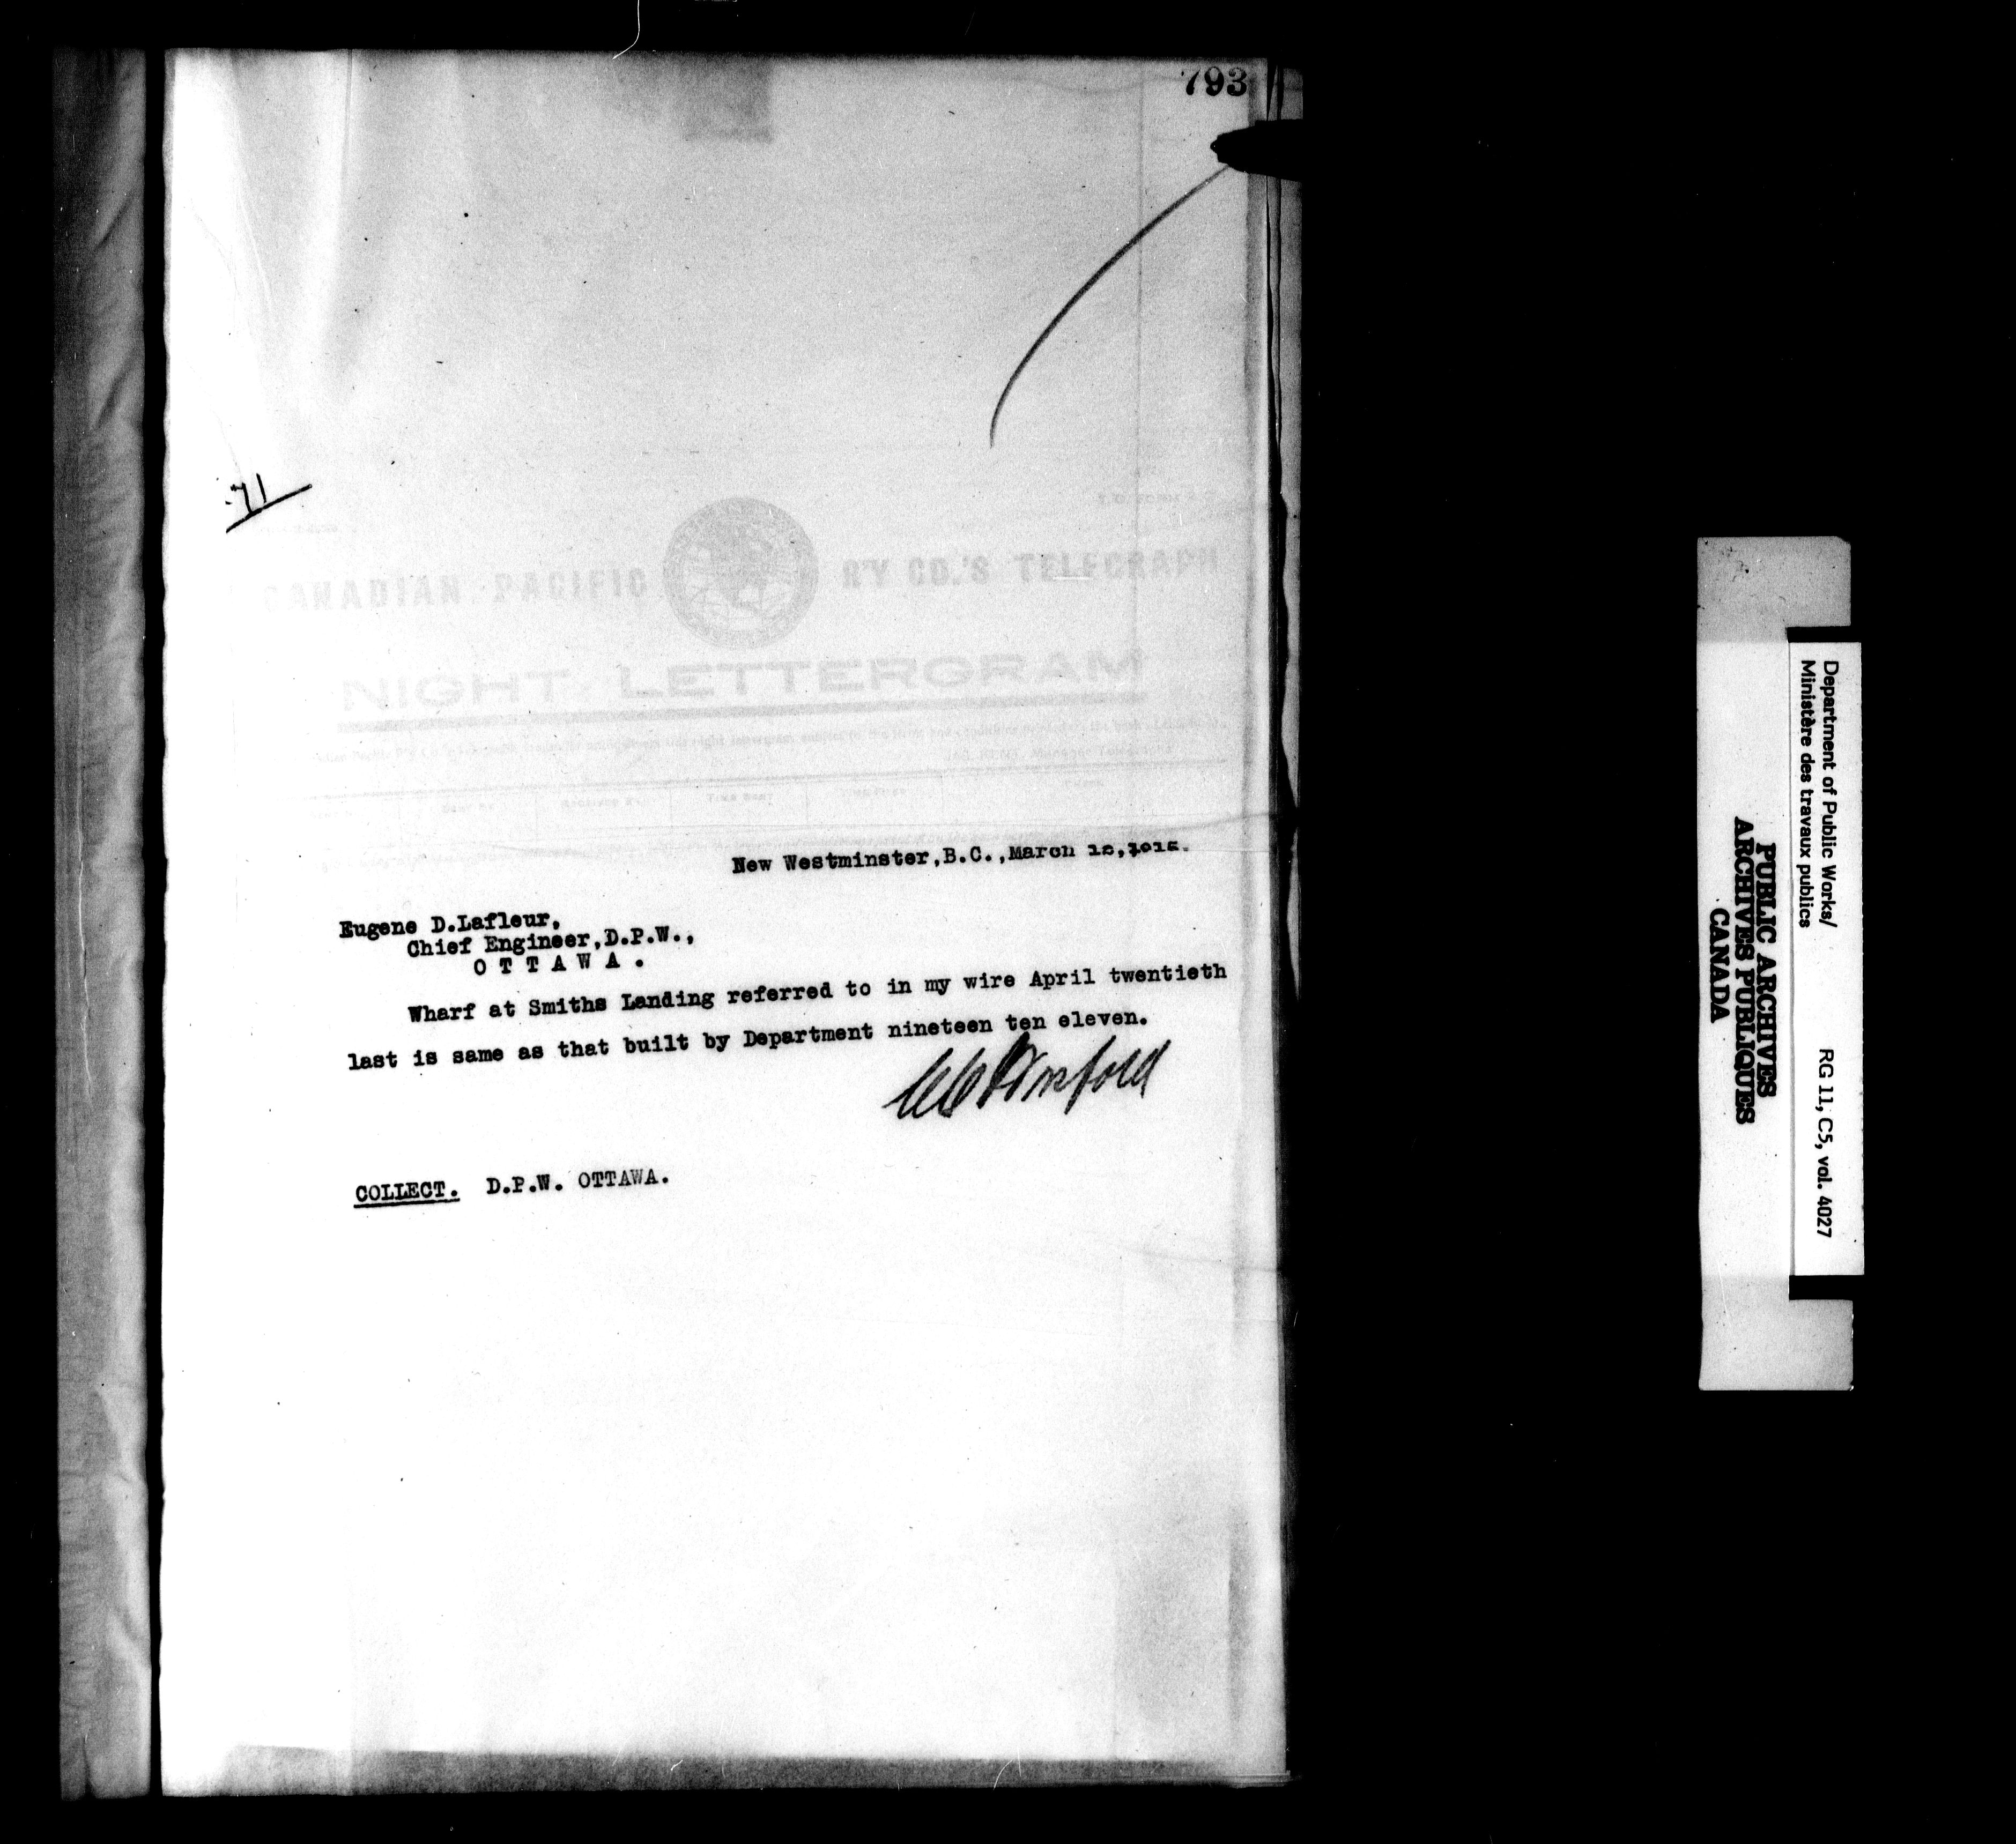 793
71
CANADIAN PACIFIC R'Y CO.'S TELEGRAPH
NIGHT LETTERGRAM
New Westminster,B.C.,March
Eugene D.Lafleur,
Chief Engineer,D.P.W.,
O T T A W A .
Wharf at Smiths Landing referred to in my wire April twentieth
last is same as that built by Department nineteen ten eleven.
COLLECT. D.P.W. OTTAWA.
Department of Public Works/
Ministère des travaux publics
RG 11, C5, vol. 4027
PUBLIC ARCHIVES
ARCHIVES PUBLIQUES
CANADA